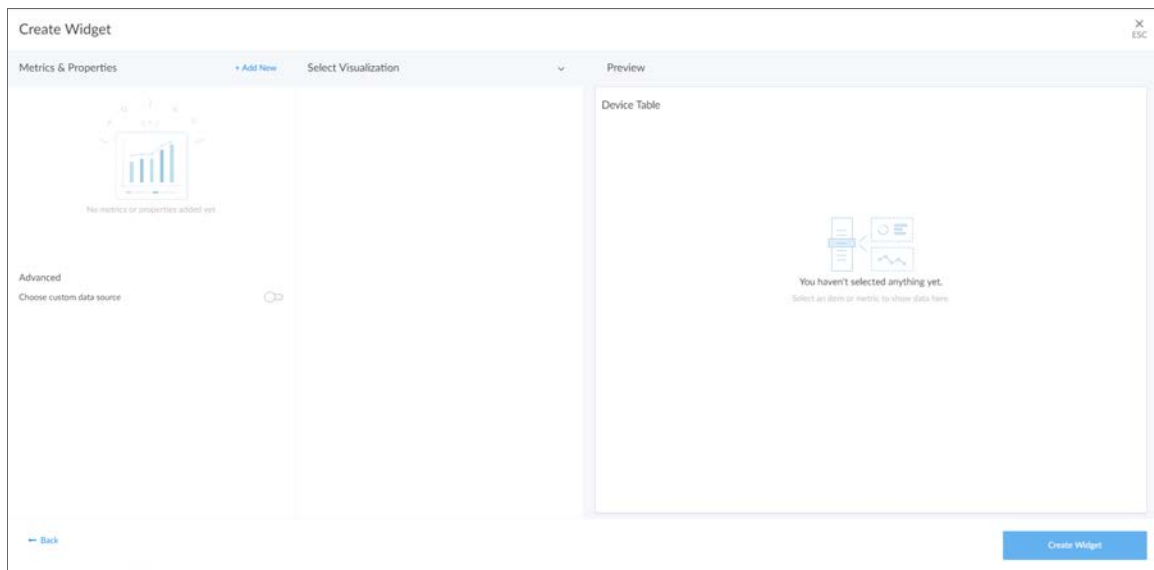 Create Widget
✕
ESC
Metrics & Properties
+ Add New
Select Visualization
Preview
No metrics or properties added yet
Advanced
Choose custom data source
Device Table
You haven't selected anything yet.
Select an item or metric to show data here
← Back
Create Widget